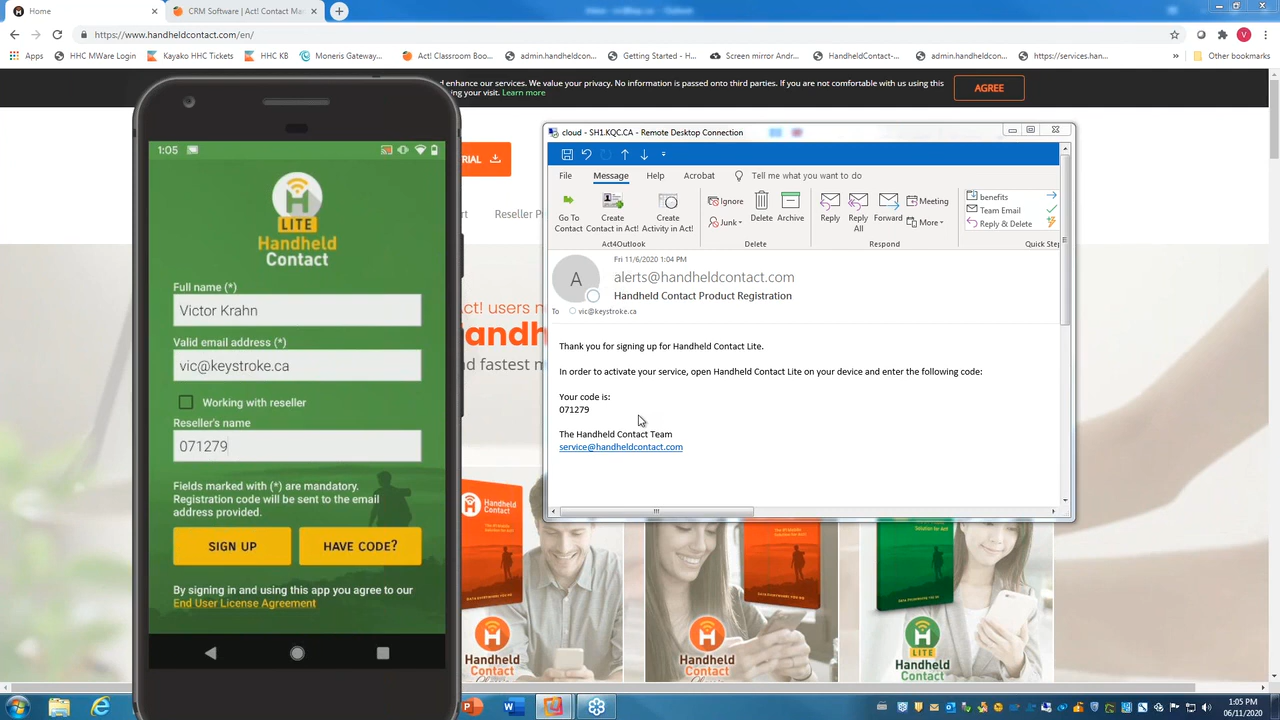 Home
CRM Software | Act! Contact Ma
https://www.handheldcontact.com/en/
Apps
HHC MWare Login
Kayako HHC Tickets
HHC KB
Moneris Gateway...
Act! Classroom Boo...
admin.handheldcon...
Getting Started - H...
Screen mirror Andr...
HandheldContact-...
admin.handheldcont...
https://services.han...
»
Other bookmarks
d enhance our services. We value your privacy. No information is passed onto third parties. If you are not comfortable with us using this
ing your visit. Learn more
AGREE
RIAL
rt
Reseller P
Act! users n
andh
d fastest m
1:05
H
LITE
Handheld
Contact
Full name (*)
Victor Krahn
Valid email address (*)
vic@keystroke.ca
Working with reseller
Reseller's name
071279
Fields marked with (*) are mandatory.
Registration code will be sent to the email
address provided.
SIGN UP
HAVE CODE?
By signing in and using this app you agree to our
End User License Agreement
cloud - SH1.KQC.CA - Remote Desktop Connection
File
Message
Help
Acrobat
Tell me what you want to do
Go To
Contact
Create
Contact in Act!
Create
Activity in Act!
Act4Outlook
Ignore
Junk
Delete
Archive
Delete
Reply
Reply
All
Forward
Meeting
More
Respond
benefits
Team Email
Reply & Delete
Quick Step
Fri 11/6/2020 1:04 PM
A
alerts@handheldcontact.com
Handheld Contact Product Registration
To
vic@keystroke.ca
Thank you for signing up for Handheld Contact Lite.
In order to activate your service, open Handheld Contact Lite on your device and enter the following code:
Your code is:
071279
The Handheld Contact Team
service@handheldcontact.com
Handheld
Contact
Solution for Act!
Solution for Act!
H
Handheld
Contact
H
Handheld
Contact
H
LITE
Handheld
Contact
1:05 PM
06/11/2020